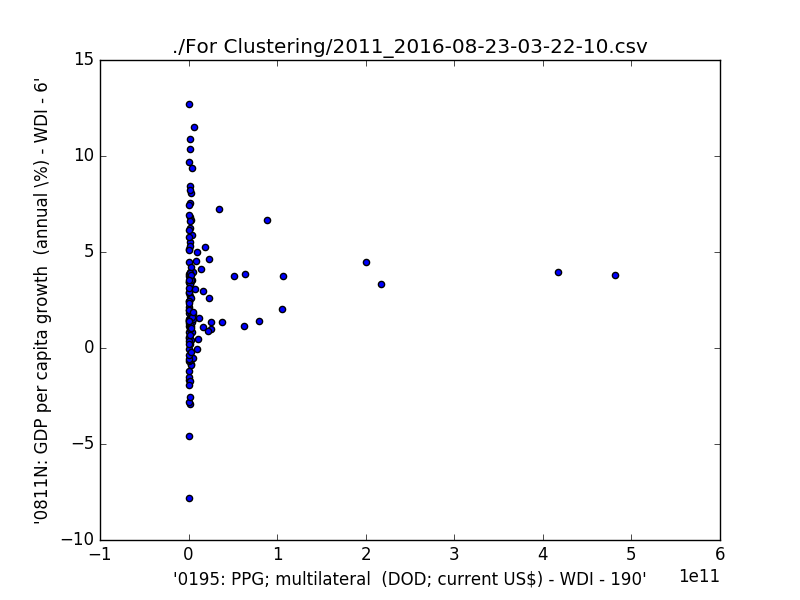 ./For Clustering/2011_2016-08-23-03-22-10.csv
15
10
5
0
−5
−10
'0811N: GDP per capita growth  (annual \%) - WDI - 6'
−1 0 1 2 3 4 5 6
1e11
'0195: PPG; multilateral  (DOD; current US$) - WDI - 190'